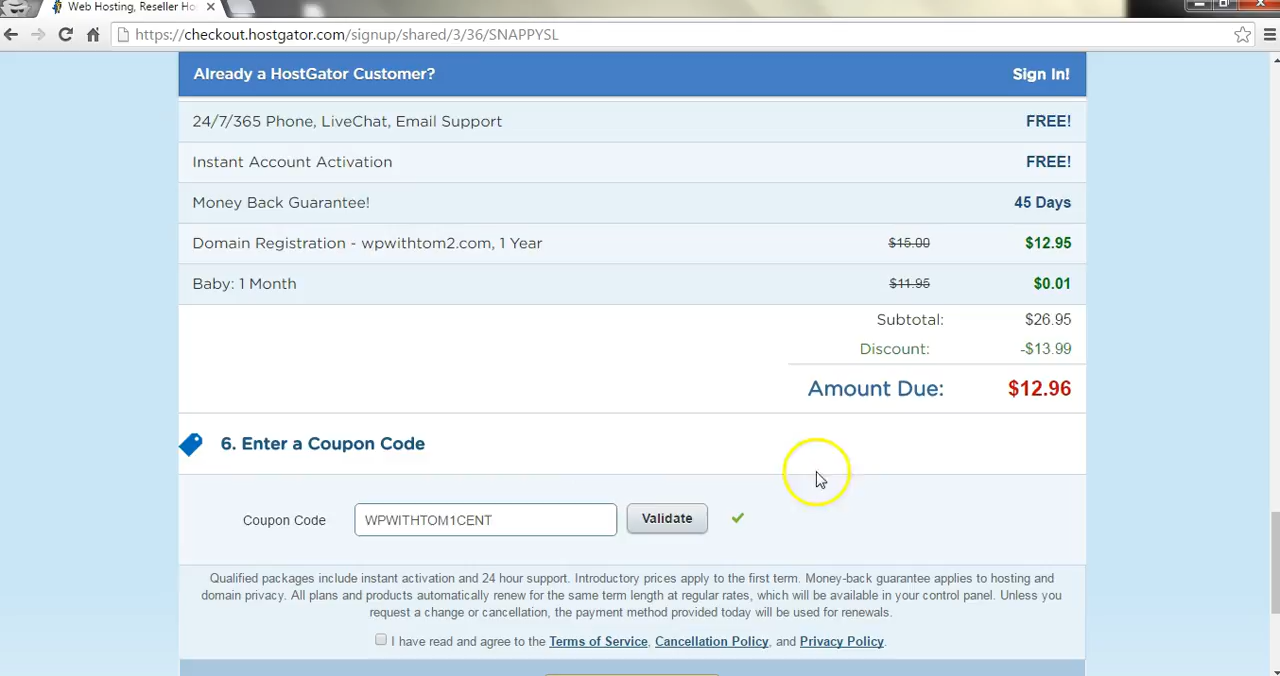 Web Hosting, Reseller Ho
https://checkout.hostgator.com/signup/shared/3/36/SNAPPYSL
Already a HostGator Customer? Sign In!
24/7/365 Phone, LiveChat, Email Support FREE!
Instant Account Activation FREE!
Money Back Guarantee! 45 Days
Domain Registration - wpwithtom2.com, 1 Year $15.00 $12.95
Baby: 1 Month $11.95 $0.01
Subtotal: $26.95
Discount: -$13.99
Amount Due: $12.96
6. Enter a Coupon Code
Coupon Code WPWITHTOM1CENT Validate
Qualified packages include instant activation and 24 hour support. Introductory prices apply to the first term. Money-back guarantee applies to hosting and
domain privacy. All plans and products automatically renew for the same term length at regular rates, which will be available in your control panel. Unless you
request a change or cancellation, the payment method provided today will be used for renewals.
I have read and agree to the Terms of Service, Cancellation Policy, and Privacy Policy.